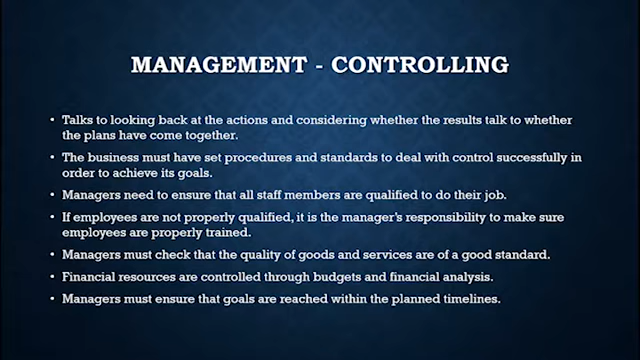 MANAGEMENT - CONTROLLING
• Talks to looking back at the actions and considering whether the results talk to whether
the plans have come together.
• The business must have set procedures and standards to deal with control successfully in
order to achieve its goals.
• Managers need to ensure that all staff members are qualified to do their job.
• If employees are not properly qualified, it is the manager's responsibility to make sure
employees are properly trained.
• Managers must check that the quality of goods and services are of a good standard.
• Financial resources are controlled through budgets and financial analysis.
• Managers must ensure that goals are reached within the planned timelines.